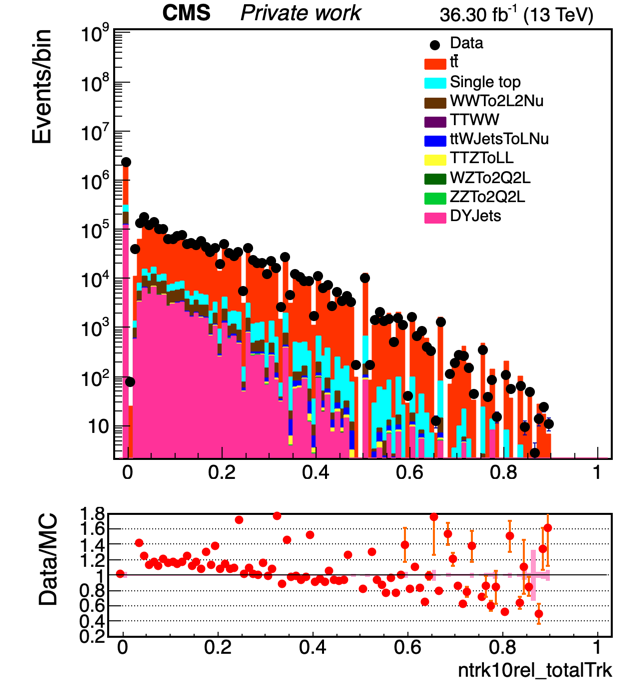 CMS Private work 36.30 fb⁻¹ (13 TeV)
Events/bin
10⁹
10⁸
10⁷
10⁶
10⁵
10⁴
10³
10²
10
Data
tt̄
Single top
WWTo2L2Nu
TTWW
ttWJetsToLNu
TTZToLL
WZTo2Q2L
ZZTo2Q2L
DYJets
0 0.2 0.4 0.6 0.8 1
Data/MC
1.8
1.6
1.4
1.2
1
0.8
0.6
0.4
0.2
0 0.2 0.4 0.6 0.8 1
ntrk10rel_totalTrk